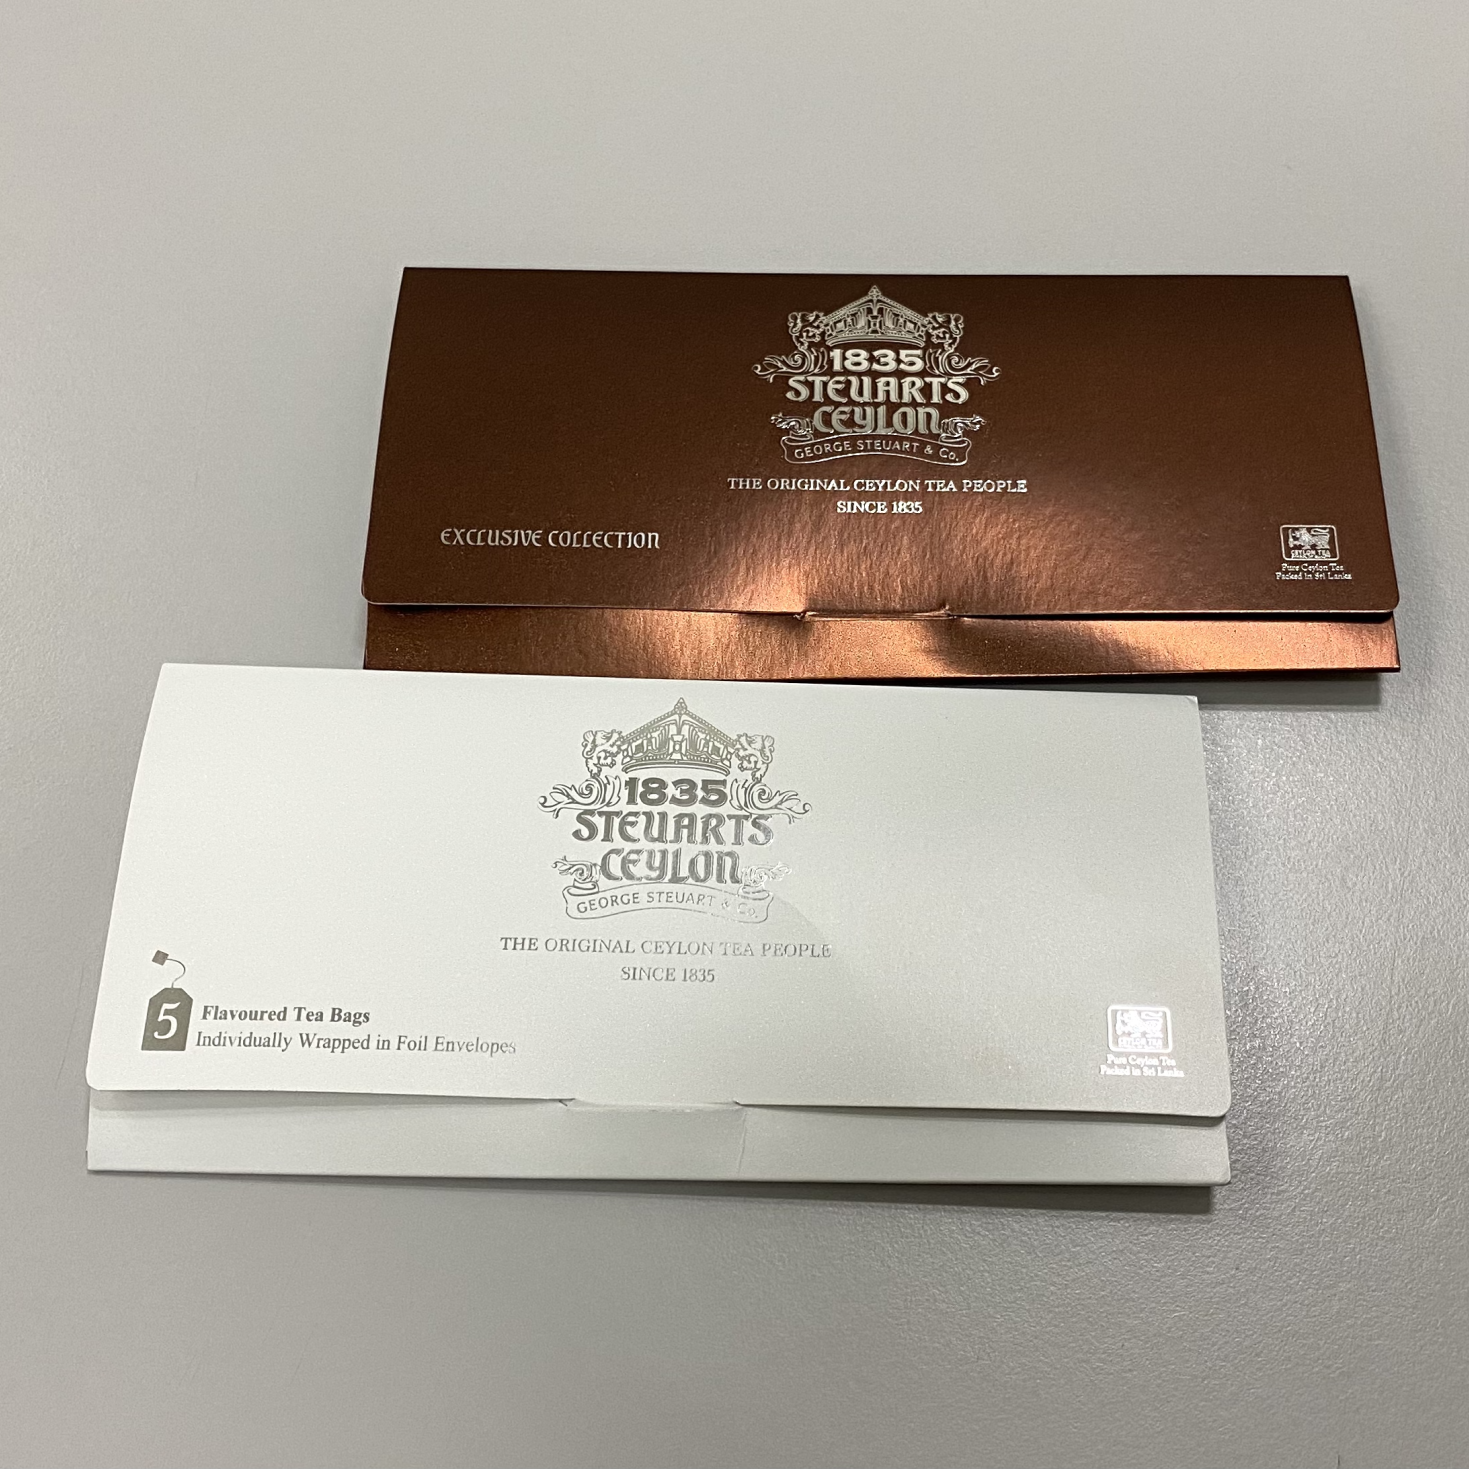 1835
STEUARTS
CEYLON
GEORGE STEUART & Co.
THE ORIGINAL CEYLON TEA PEOPLE
SINCE 1835
EXCLUSIVE COLLECTION
CEYLON TEA
Pure Ceylon Tea
Packed in Sri Lanka
1835
STEUARTS
CEYLON
GEORGE STEUART & Co.
THE ORIGINAL CEYLON TEA PEOPLE
SINCE 1835
5 Flavoured Tea Bags
Individually Wrapped in Foil Envelopes
CEYLON TEA
Pure Ceylon Tea
Packed in Sri Lanka